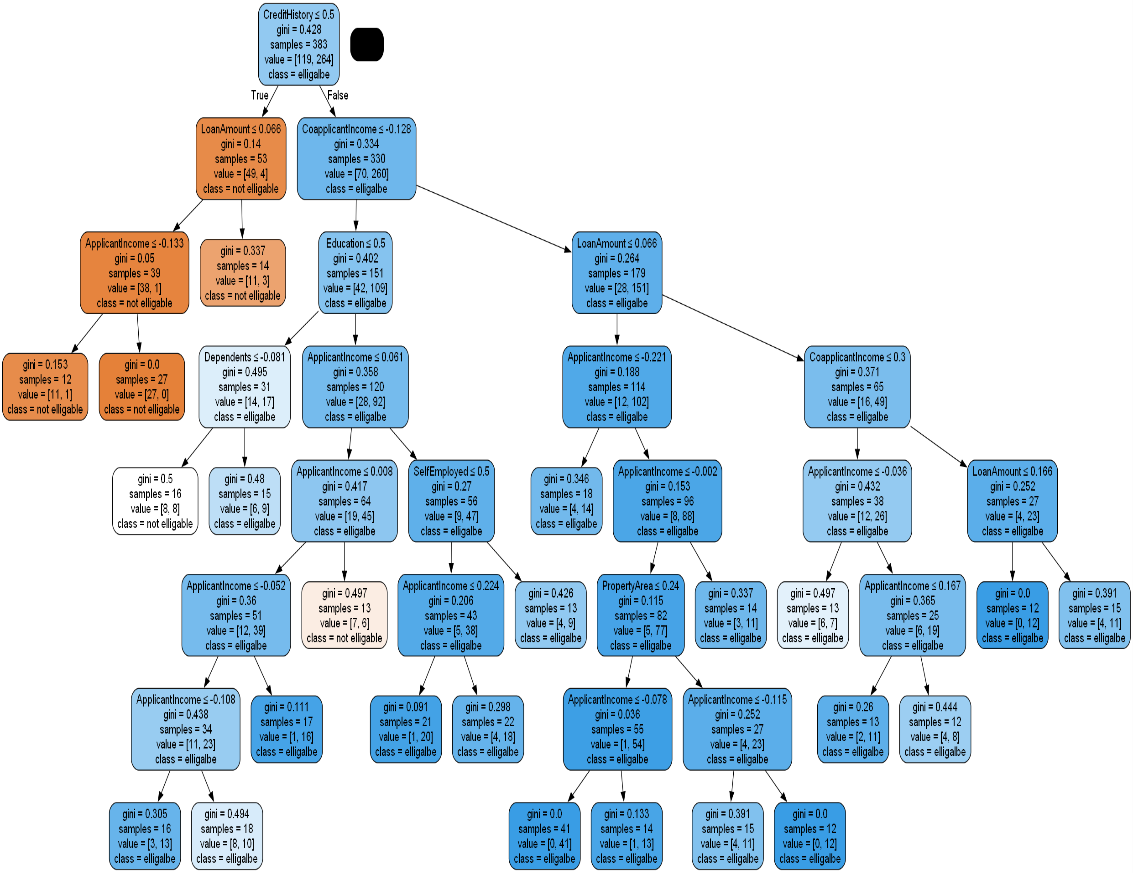 CreditHistory ≤ 0.5
gini = 0.428
samples = 383
value = [119, 264]
class = elligalbe
True
False
LoanAmount ≤ 0.066
gini = 0.14
samples = 53
value = [49, 4]
class = not elligable
CoapplicantIncome ≤ -0.128
gini = 0.334
samples = 330
value = [70, 260]
class = elligalbe
ApplicantIncome ≤ -0.133
gini = 0.05
samples = 39
value = [38, 1]
class = not elligable
gini = 0.337
samples = 14
value = [11, 3]
class = not elligable
Education ≤ 0.5
gini = 0.402
samples = 151
value = [42, 109]
class = elligalbe
LoanAmount ≤ 0.066
gini = 0.264
samples = 179
value = [28, 151]
class = elligalbe
gini = 0.153
samples = 12
value = [11, 1]
class = not elligable
gini = 0.0
samples = 27
value = [27, 0]
class = not elligable
Dependents ≤ -0.081
gini = 0.495
samples = 31
value = [14, 17]
class = elligalbe
ApplicantIncome ≤ 0.061
gini = 0.358
samples = 120
value = [28, 92]
class = elligalbe
ApplicantIncome ≤ -0.221
gini = 0.188
samples = 114
value = [12, 102]
class = elligalbe
CoapplicantIncome ≤ 0.3
gini = 0.371
samples = 65
value = [16, 49]
class = elligalbe
gini = 0.5
samples = 16
value = [8, 8]
class = not elligable
gini = 0.48
samples = 15
value = [6, 9]
class = elligalbe
ApplicantIncome ≤ 0.008
gini = 0.417
samples = 64
value = [19, 45]
class = elligalbe
SelfEmployed ≤ 0.5
gini = 0.27
samples = 56
value = [9, 47]
class = elligalbe
gini = 0.346
samples = 18
value = [4, 14]
class = elligalbe
ApplicantIncome ≤ -0.002
gini = 0.153
samples = 96
value = [8, 88]
class = elligalbe
ApplicantIncome ≤ -0.036
gini = 0.432
samples = 38
value = [12, 26]
class = elligalbe
LoanAmount ≤ 0.166
gini = 0.252
samples = 27
value = [4, 23]
class = elligalbe
ApplicantIncome ≤ -0.052
gini = 0.36
samples = 51
value = [12, 39]
class = elligalbe
gini = 0.497
samples = 13
value = [7, 6]
class = not elligable
ApplicantIncome ≤ 0.224
gini = 0.206
samples = 43
value = [5, 38]
class = elligalbe
gini = 0.426
samples = 13
value = [4, 9]
class = elligalbe
PropertyArea ≤ 0.24
gini = 0.115
samples = 82
value = [5, 77]
class = elligalbe
gini = 0.337
samples = 14
value = [3, 11]
class = elligalbe
gini = 0.497
samples = 13
value = [6, 7]
class = elligalbe
ApplicantIncome ≤ 0.167
gini = 0.365
samples = 25
value = [6, 19]
class = elligalbe
gini = 0.0
samples = 12
value = [0, 12]
class = elligalbe
gini = 0.391
samples = 15
value = [4, 11]
class = elligalbe
ApplicantIncome ≤ -0.108
gini = 0.438
samples = 34
value = [11, 23]
class = elligalbe
gini = 0.111
samples = 17
value = [1, 16]
class = elligalbe
gini = 0.091
samples = 21
value = [1, 20]
class = elligalbe
gini = 0.298
samples = 22
value = [4, 18]
class = elligalbe
ApplicantIncome ≤ -0.078
gini = 0.036
samples = 55
value = [1, 54]
class = elligalbe
ApplicantIncome ≤ -0.115
gini = 0.252
samples = 27
value = [4, 23]
class = elligalbe
gini = 0.26
samples = 13
value = [2, 11]
class = elligalbe
gini = 0.444
samples = 12
value = [4, 8]
class = elligalbe
gini = 0.305
samples = 16
value = [3, 13]
class = elligalbe
gini = 0.494
samples = 18
value = [8, 10]
class = elligalbe
gini = 0.0
samples = 41
value = [0, 41]
class = elligalbe
gini = 0.133
samples = 14
value = [1, 13]
class = elligalbe
gini = 0.391
samples = 15
value = [4, 11]
class = elligalbe
gini = 0.0
samples = 12
value = [0, 12]
class = elligalbe